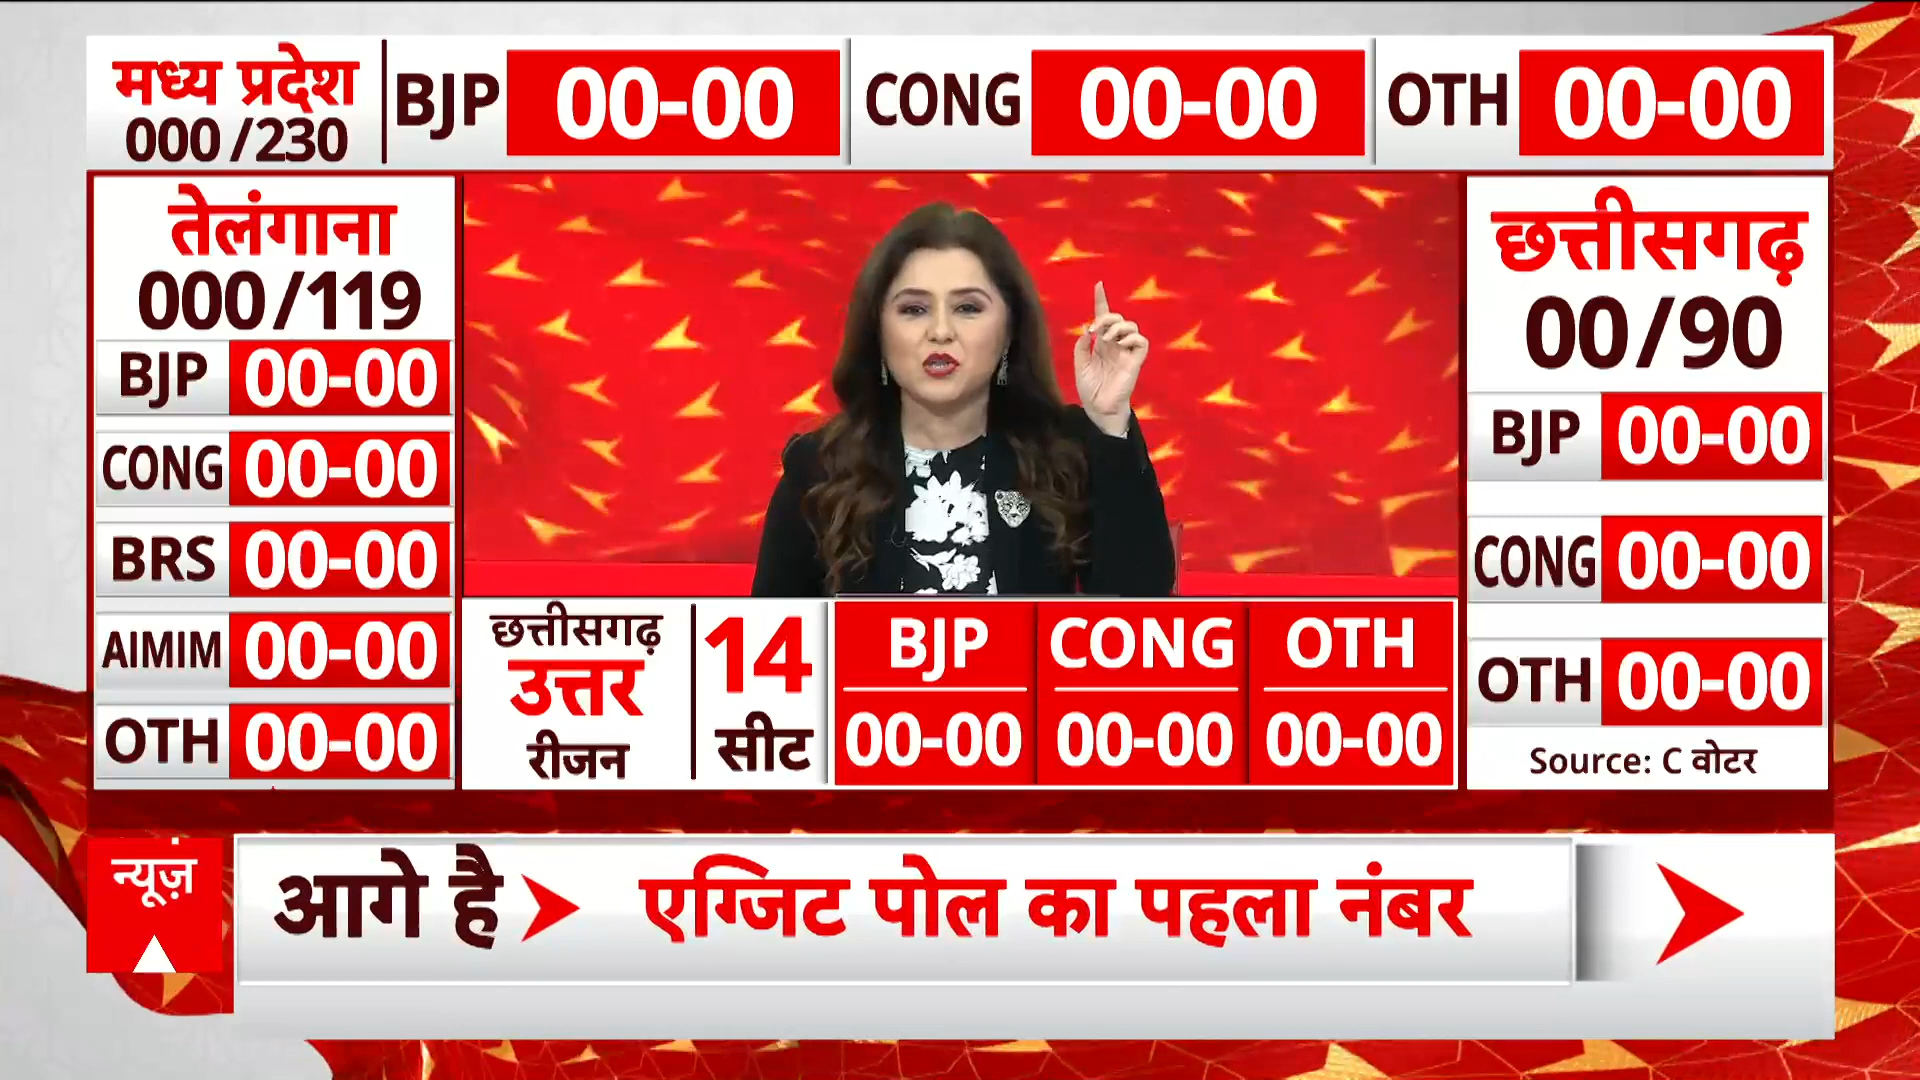 मध्य प्रदेश
000/230
BJP 00-00
CONG 00-00
OTH 00-00
तेलंगाना
000/119
BJP 00-00
CONG 00-00
BRS 00-00
AIMIM 00-00
OTH 00-00
छत्तीसगढ़
00/90
BJP 00-00
CONG 00-00
OTH 00-00
Source: C वोटर
छत्तीसगढ़
उत्तर
रीजन
14
सीट
BJP CONG OTH
00-00 00-00 00-00
न्यूज़
आगे है एग्जिट पोल का पहला नंबर